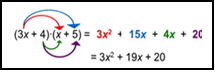 (3x + 4)·(x + 5) = 3x² + 15x + 4x + 20
= 3x² + 19x + 20